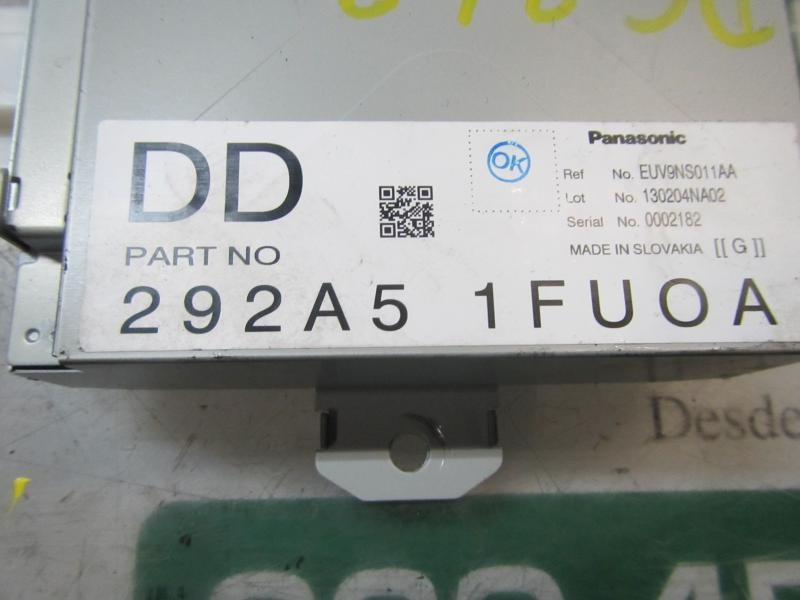 DD
PART NO
292A5 1FU0A
OK
Panasonic
Ref No. EUV9NS011AA
Lot No. 130204NA02
Serial No. 0002182
MADE IN SLOVAKIA [[ G ]]
Desde